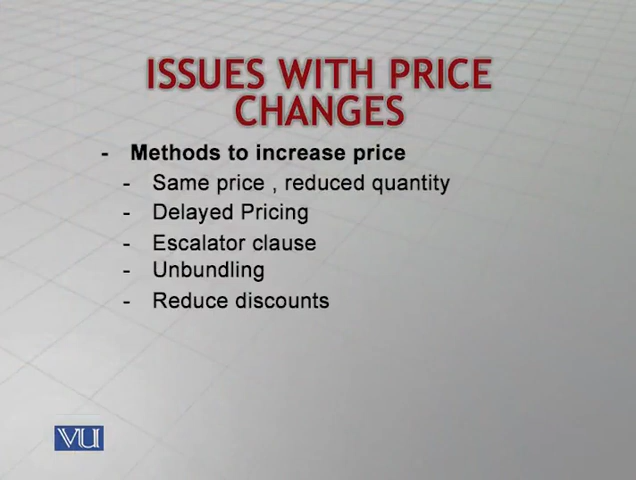 ISSUES WITH PRICE
CHANGES
- Methods to increase price
- Same price , reduced quantity
- Delayed Pricing
- Escalator clause
- Unbundling
- Reduce discounts
VU